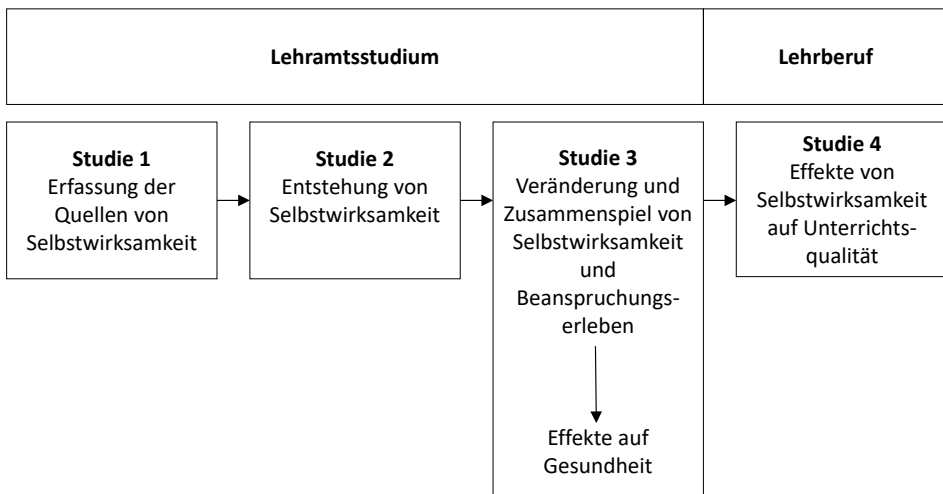 Lehramtsstudium
Lehrberuf
Studie 1
Erfassung der
Quellen von
Selbstwirksamkeit
Studie 2
Entstehung von
Selbstwirksamkeit
Studie 3
Veränderung und
Zusammenspiel von
Selbstwirksamkeit
und
Beanspruchungs-
erleben
Effekte auf
Gesundheit
Studie 4
Effekte von
Selbstwirksamkeit
auf Unterrichts-
qualität